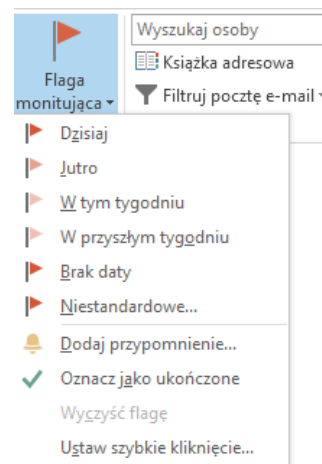 Wyszukaj osoby
Książka adresowa
Filtruj pocztę e-mail
Flaga
monitująca
Dzisiaj
Jutro
W tym tygodniu
W przyszłym tygodniu
Brak daty
Niestandardowe...
Dodaj przypomnienie...
Oznacz jako ukończone
Wyczyść flagę
Ustaw szybkie kliknięcie...